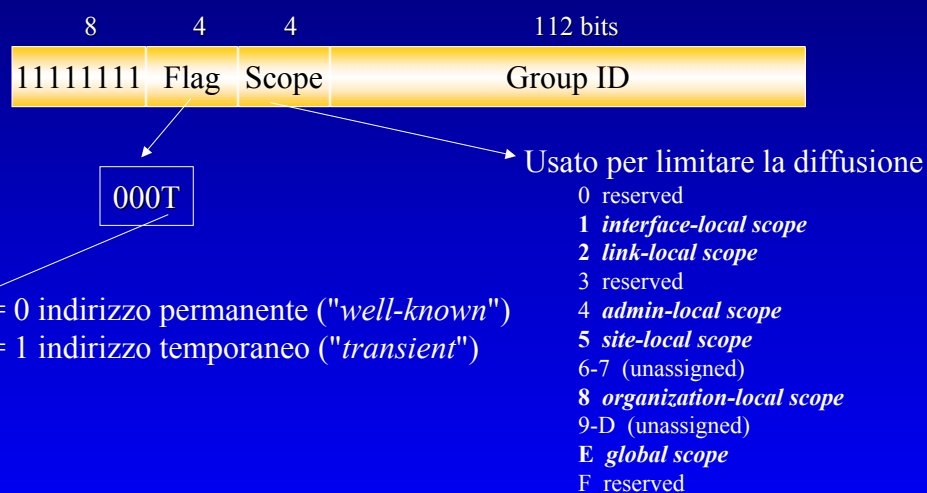 8 4 4 112 bits
11111111 Flag Scope Group ID
Usato per limitare la diffusione
000T
0 reserved
1 interface-local scope
2 link-local scope
3 reserved
4 admin-local scope
5 site-local scope
6-7 (unassigned)
8 organization-local scope
9-D (unassigned)
E global scope
F reserved
= 0 indirizzo permanente ("well-known")
= 1 indirizzo temporaneo ("transient")